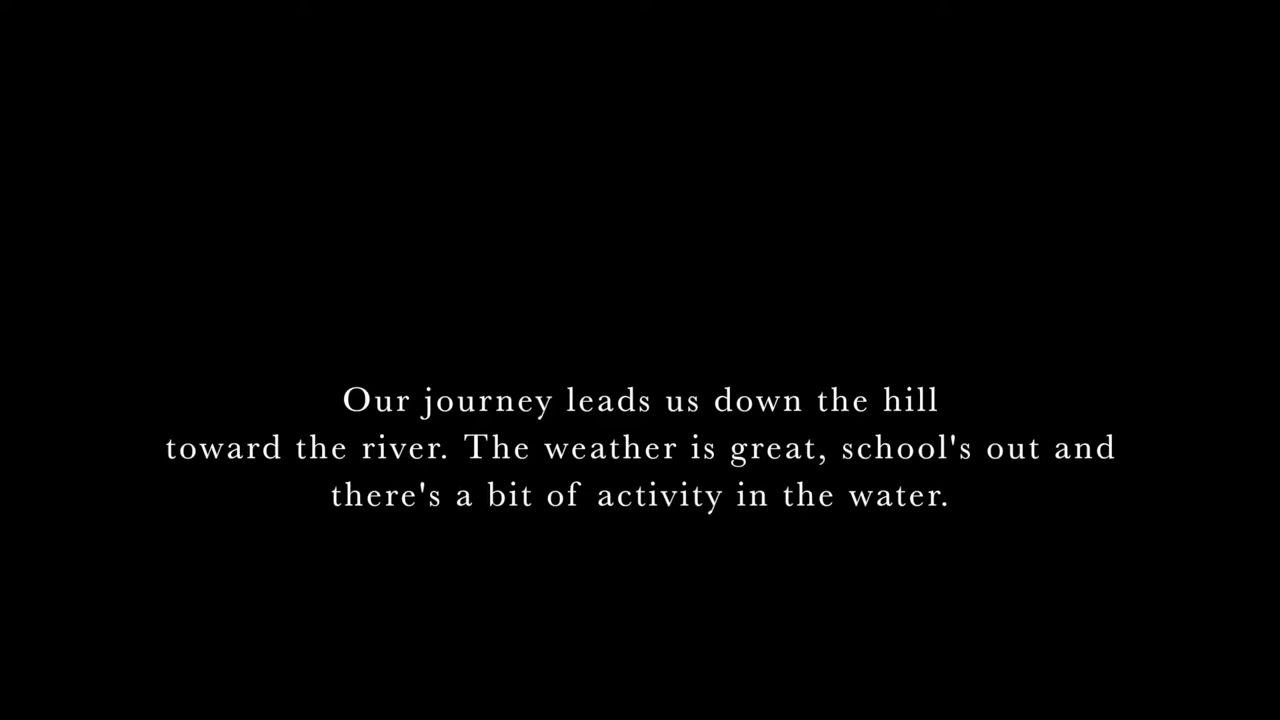 Our journey leads us down the hill
toward the river. The weather is great, school's out and
there's a bit of activity in the water.